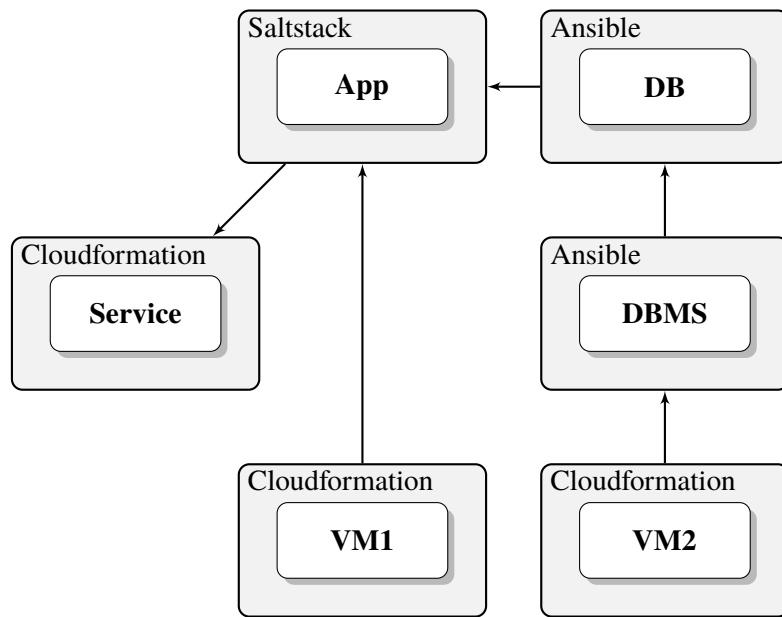 Saltstack
App
Ansible
DB
Cloudformation
Service
Ansible
DBMS
Cloudformation
VM1
Cloudformation
VM2